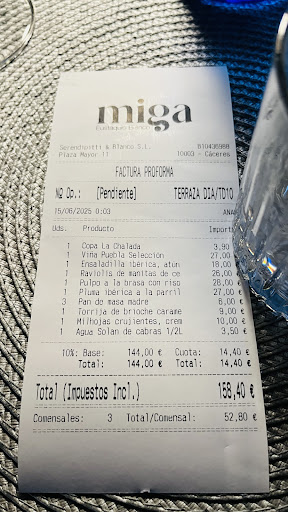 miga
Serendipitti & Blanco S.L. B10436988
Plaza Mayor 11 10003 - Cáceres
FACTURA PROFORMA
Nº Op.: [Pendiente] TERRAZA DIA/TD10
15/06/2025 0:03 ANA
Uds. Producto Import
1 Copa La Chalada 3,90
1 Viña Puebla Selección 27,00
1 Ensaladilla ibérica, aton 18,00
1 Raviolis de manitas de ce 26,00
1 Pulpo a la brasa con riso 28,00 €
1 Pluma ibérica a la parril 27,00 €
3 Pan de masa madre 6,00 €
1 Torrija de brioche carame 9,00 €
1 Milhojas crujientes, crem 10,00 €
1 Agua Solan de cabras 1/2L 3,50 €
10%: Base: 144,00 € Cuota: 14,40 €
Total: 144,00 € Total: 14,40 €
Total (Impuestos Incl.) 158,40 €
Comensales: 3 Total/Comensal: 52,80 €